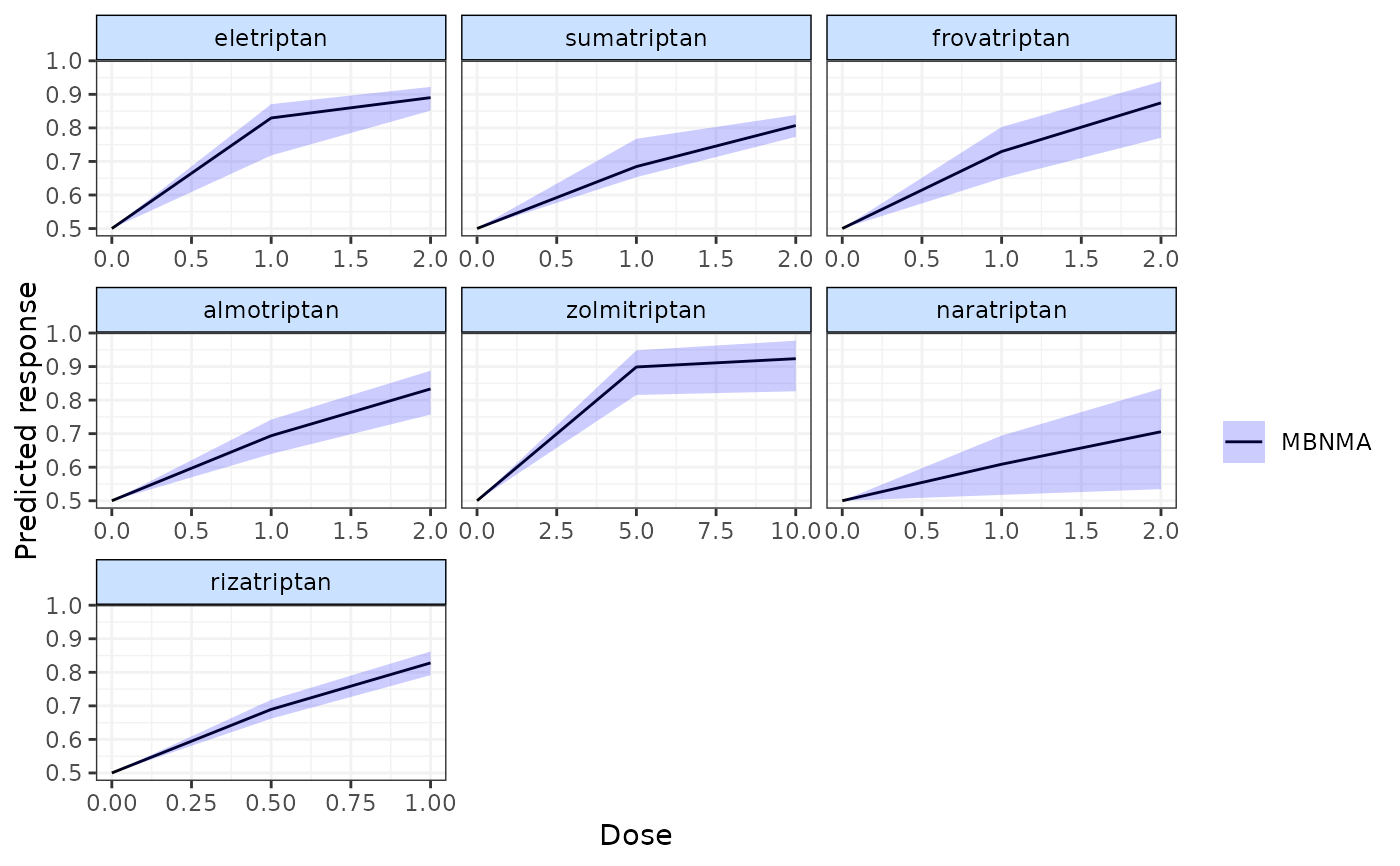 eletriptan sumatriptan frovatriptan
1.0
0.9
0.8
0.7
0.6
0.5
0.0 0.5 1.0 1.5 2.0 0.0 0.5 1.0 1.5 2.0 0.0 0.5 1.0 1.5 2.0
almotriptan zolmitriptan naratriptan
1.0
0.9
0.8
0.7
0.6
0.5
0.0 0.5 1.0 1.5 2.0 0.0 2.5 5.0 7.5 10.0 0.0 0.5 1.0 1.5 2.0
rizatriptan
1.0
0.9
0.8
0.7
0.6
0.5
0.00 0.25 0.50 0.75 1.00
Predicted response
Dose
MBNMA